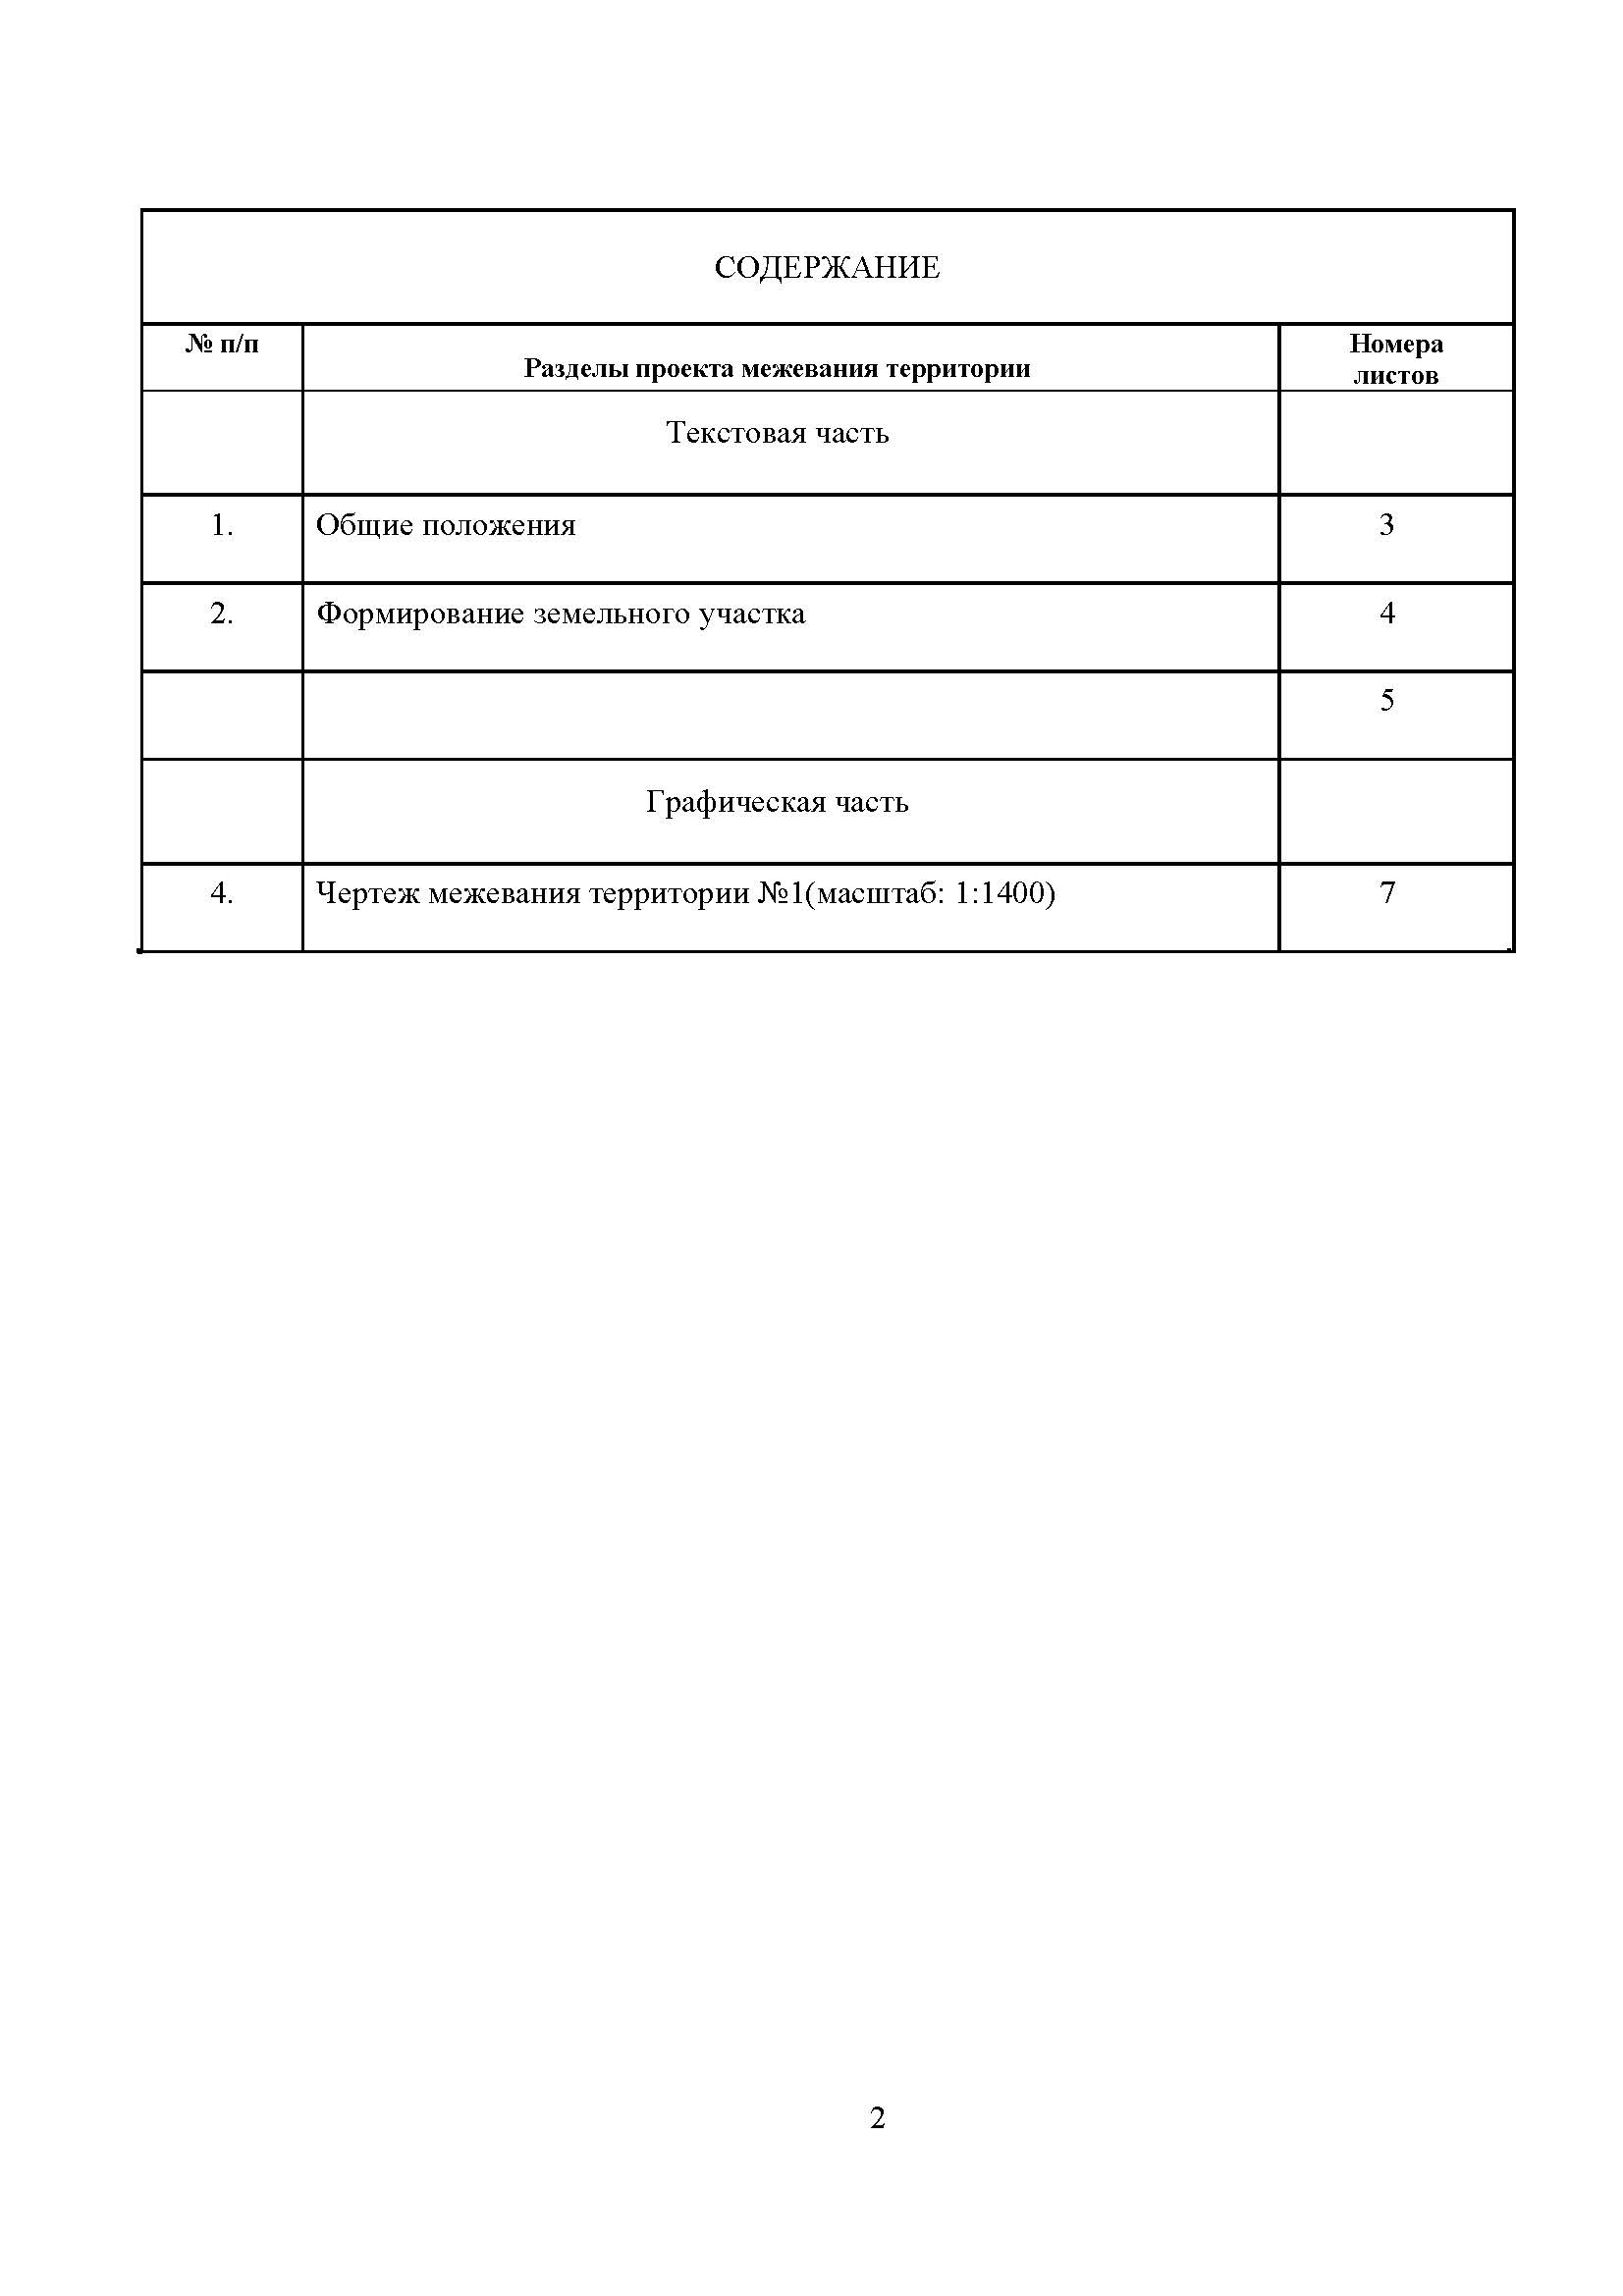 СОДЕРЖАНИЕ
№ п/п
Разделы проекта межевания территории
Номера
листов
Текстовая часть
1. Общие положения 3
2. Формирование земельного участка 4
5
Графическая часть
4. Чертеж межевания территории №1(масштаб: 1:1400) 7
2